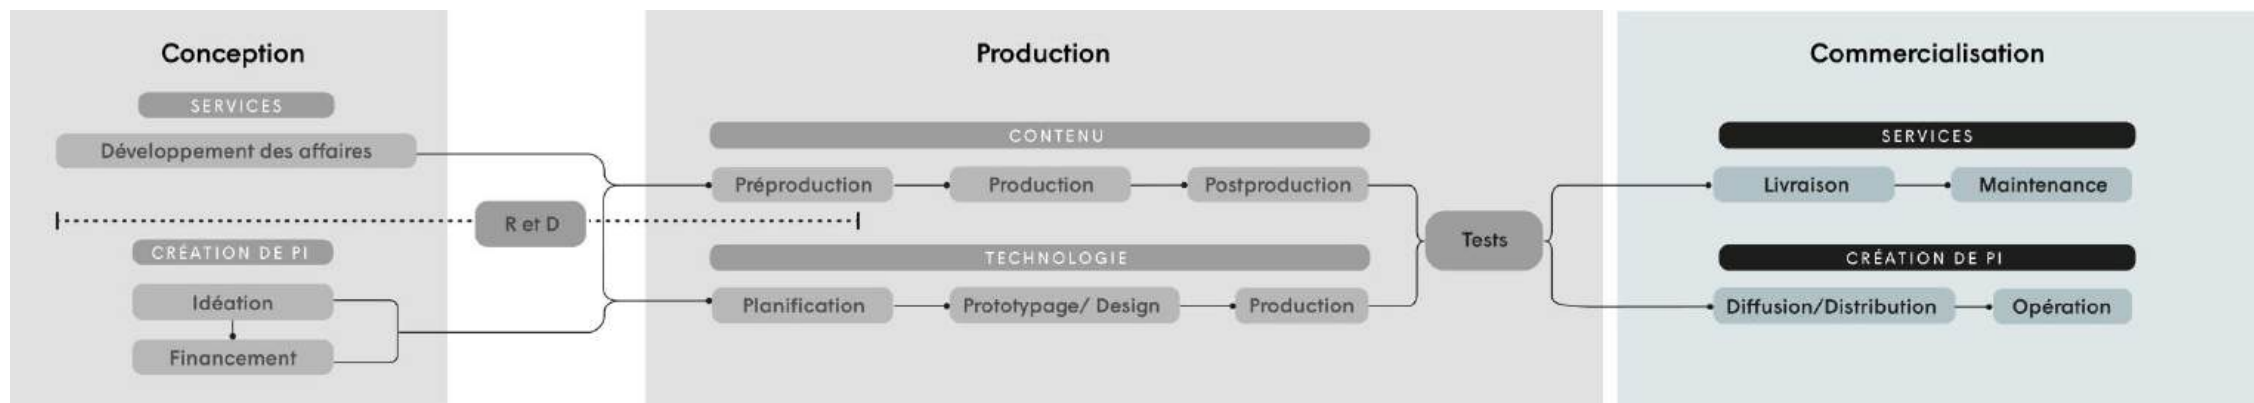 Conception
SERVICES
Développement des affaires
R et D
CRÉATION DE PI
Idéation
Financement
Production
CONTENU
Préproduction
Production
Postproduction
TECHNOLOGIE
Planification
Prototypage/ Design
Production
Tests
Commercialisation
SERVICES
Livraison
Maintenance
CRÉATION DE PI
Diffusion/Distribution
Opération